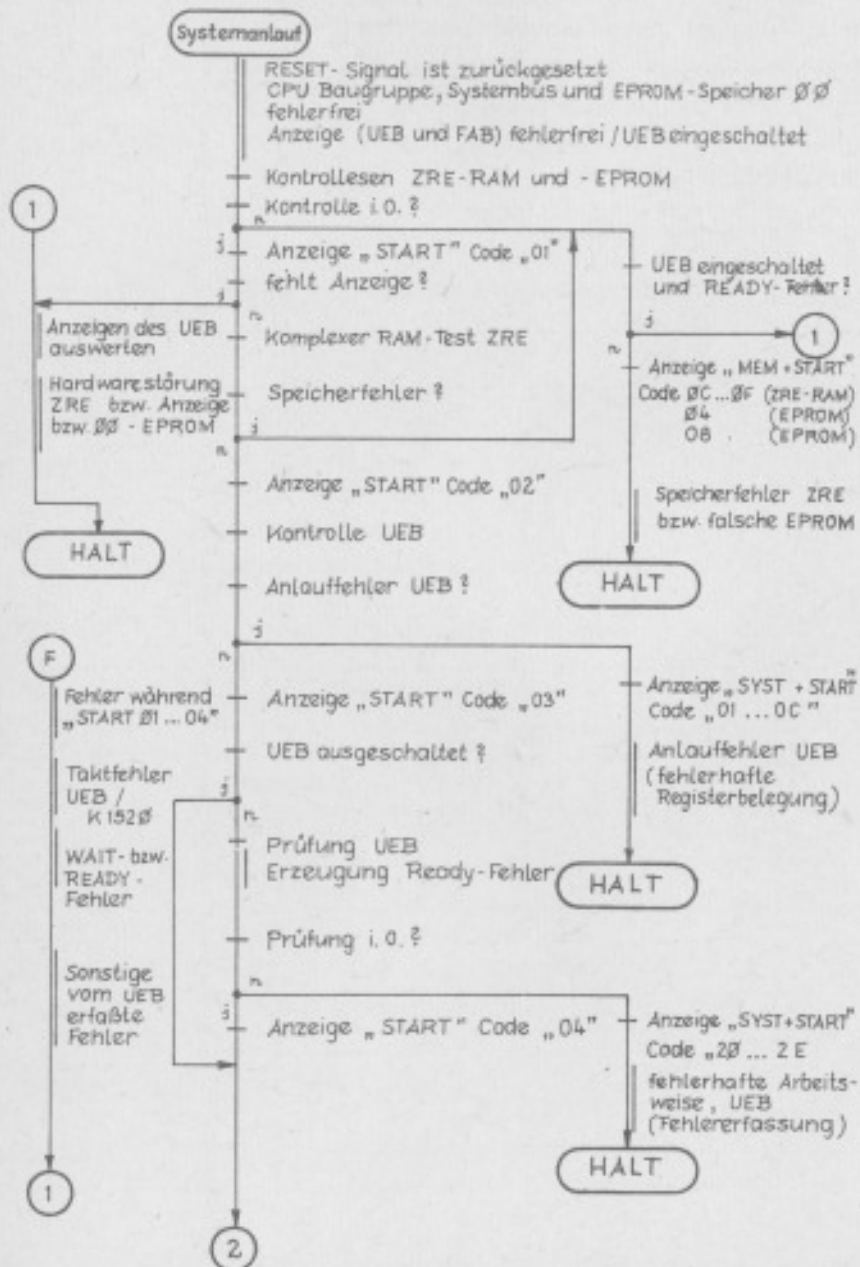 Systemanlauf
RESET-Signal ist zurückgesetzt
CPU Baugruppe, Systembus und EPROM-Speicher ØØ
fehlerfrei
Anzeige (UEB und FAB) fehlerfrei / UEB eingeschaltet
Kontrollesen ZRE-RAM und -EPROM
Kontrolle i.O.?
n
j
1
Anzeige „START" Code „01"
fehlt Anzeige?
j
n
UEB eingeschaltet
und READY-Fehler?
j
n
1
Anzeigen des UEB
auswerten
Hardwarestörung
ZRE bzw. Anzeige
bzw. ØØ - EPROM
HALT
Komplexer RAM-Test ZRE
Speicherfehler?
j
n
Anzeige „MEM+START"
Code ØC...ØF (ZRE-RAM)
Ø4 (EPROM)
08 (EPROM)
Speicherfehler ZRE
bzw. falsche EPROM
HALT
Anzeige „START" Code „02"
Kontrolle UEB
Anlauffehler UEB?
j
n
F
Fehler während
„START Ø1...04"
Taktfehler
UEB /
K 152Ø
WAIT- bzw.
READY-
Fehler
Sonstige
vom UEB
erfaßte
Fehler
1
Anzeige „START" Code „03"
UEB ausgeschaltet?
j
n
Anzeige „SYST + START"
Code „01 ... 0C"
Anlauffehler UEB
(fehlerhafte
Registerbelegung)
HALT
Prüfung UEB
Erzeugung Ready-Fehler
Prüfung i.O.?
n
j
Anzeige „START" Code „04"
Anzeige „SYST+START"
Code „2Ø ... 2E
fehlerhafte Arbeits-
weise, UEB
(Fehlererfassung)
HALT
2